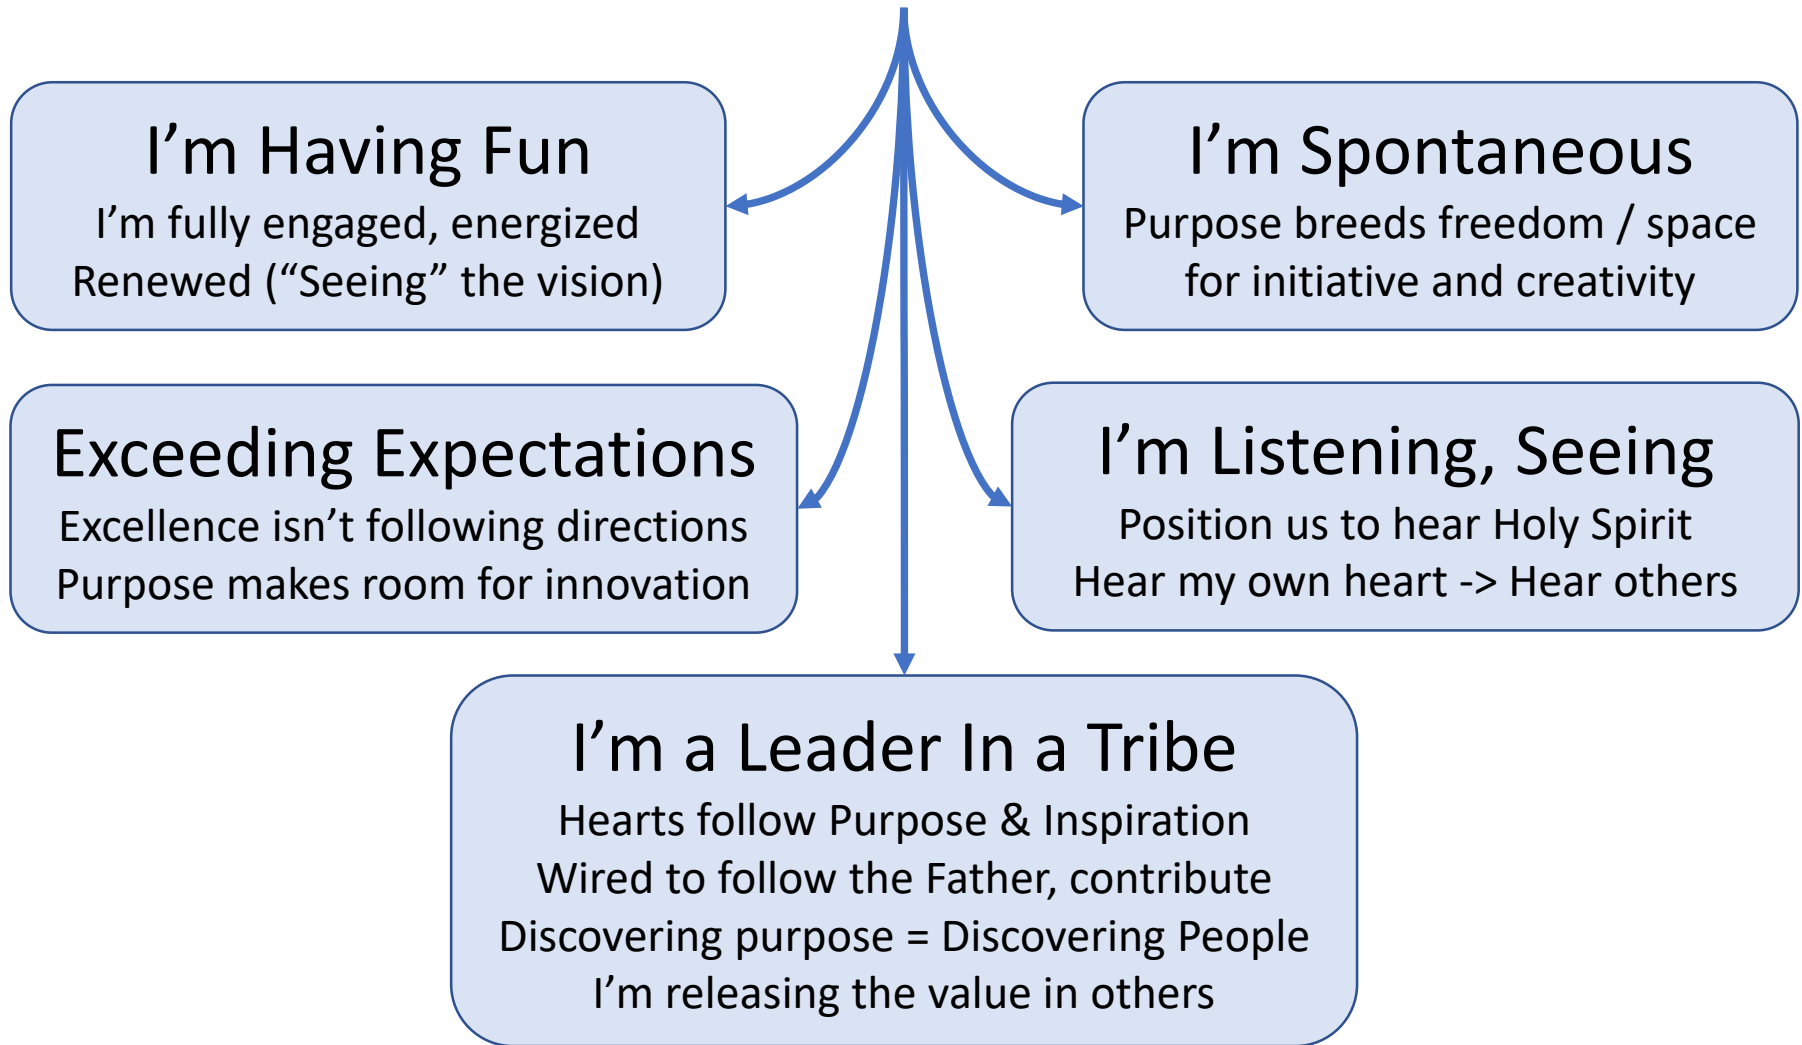 I’m Having Fun
I’m fully engaged, energized
Renewed (“Seeing” the vision)
I’m Spontaneous
Purpose breeds freedom / space
for initiative and creativity
Exceeding Expectations
Excellence isn’t following directions
Purpose makes room for innovation
I’m Listening, Seeing
Position us to hear Holy Spirit
Hear my own heart -> Hear others
I’m a Leader In a Tribe
Hearts follow Purpose & Inspiration
Wired to follow the Father, contribute
Discovering purpose = Discovering People
I’m releasing the value in others